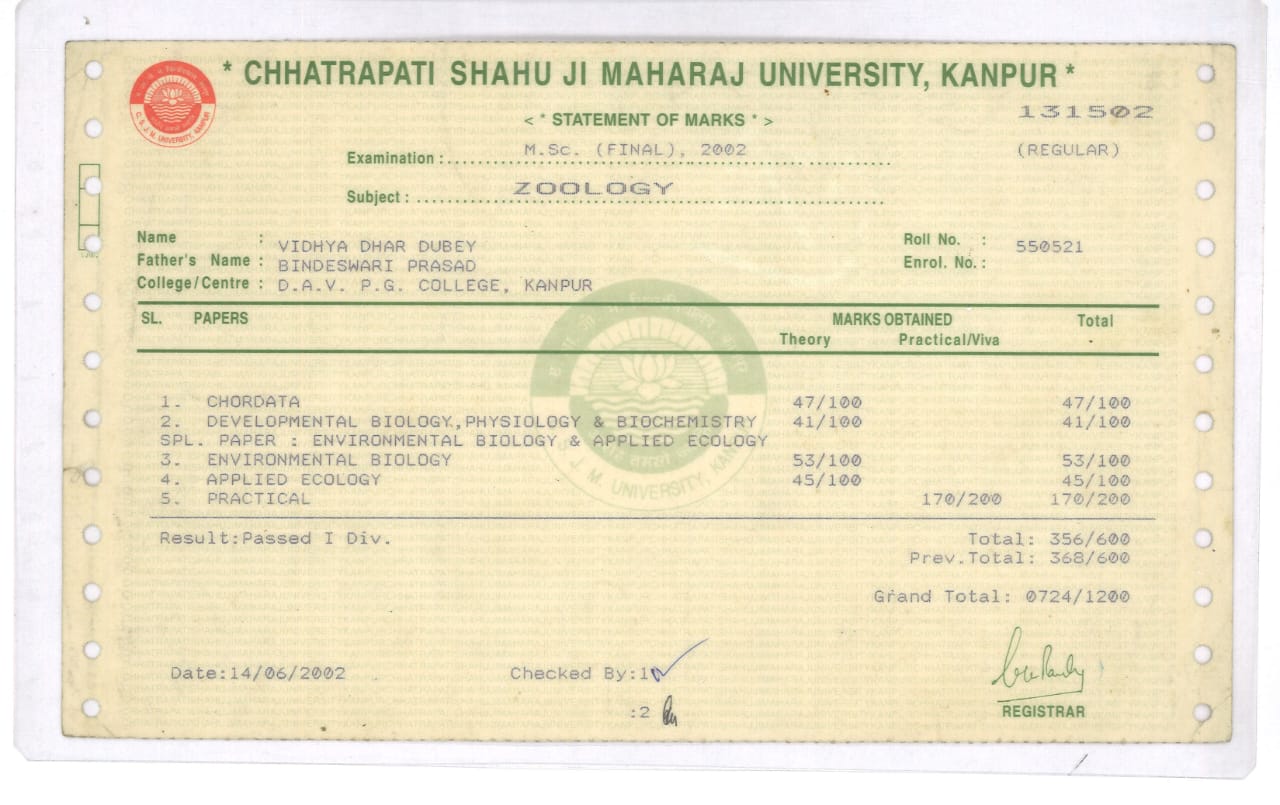 * CHHATRAPATI SHAHU JI MAHARAJ UNIVERSITY, KANPUR *
C. S. J. M. UNIVERSITY, KANPUR
< * STATEMENT OF MARKS * >
131502
Examination : M.Sc. (FINAL), 2002 (REGULAR)
Subject : ZOOLOGY
Name : VIDHYA DHAR DUBEY
Roll No. : 550521
Father's Name : BINDESWARI PRASAD
Enrol. No. :
College/Centre : D.A.V. P.G. COLLEGE, KANPUR
SL. PAPERS MARKS OBTAINED Total
Theory Practical/Viva
1. CHORDATA 47/100 47/100
2. DEVELOPMENTAL BIOLOGY,PHYSIOLOGY & BIOCHEMISTRY 41/100 41/100
SPL. PAPER : ENVIRONMENTAL BIOLOGY & APPLIED ECOLOGY
3. ENVIRONMENTAL BIOLOGY 53/100 53/100
4. APPLIED ECOLOGY 45/100 45/100
5. PRACTICAL 170/200 170/200
Result:Passed I Div. Total: 356/600
Prev.Total: 368/600
Grand Total: 0724/1200
Date:14/06/2002 Checked By:1
:2
REGISTRAR